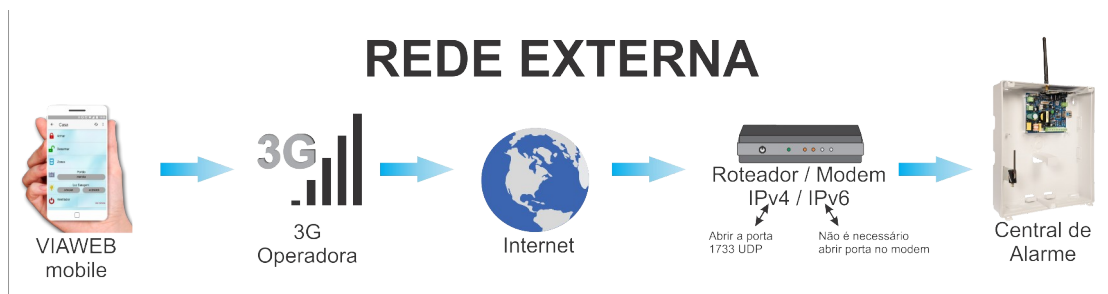 REDE EXTERNA
3G
VIAWEB
mobile
3G
Operadora
Internet
Roteador / Modem
IPv4 / IPv6
Abrir a porta
1733 UDP
Não é necessário
abrir porta no modem
Central de
Alarme